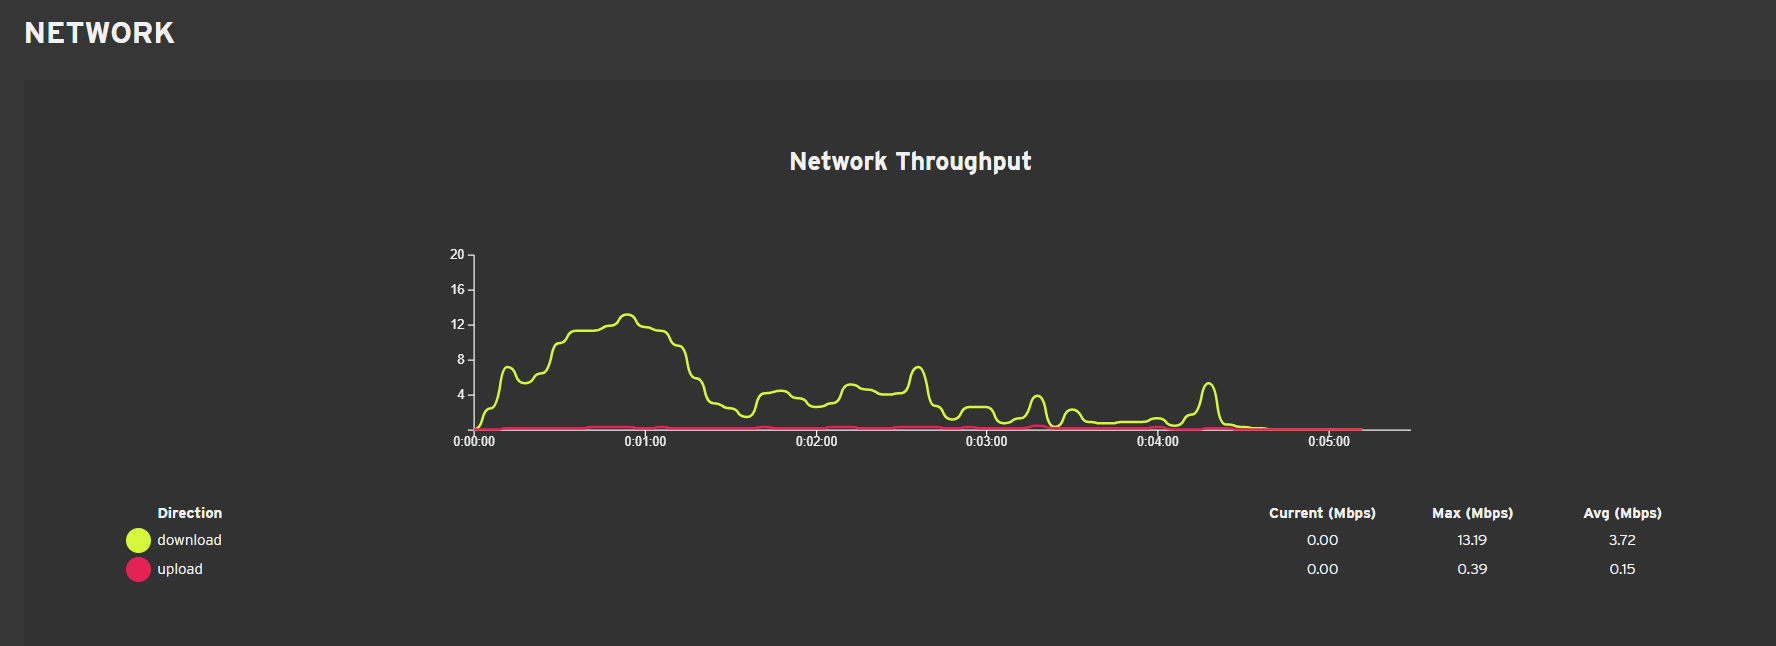 NETWORK
Network Throughput
20
16
12
8
4
0:00:00 0:01:00 0:02:00 0:03:00 0:04:00 0:05:00
Direction Current (Mbps) Max (Mbps) Avg (Mbps)
download 0.00 13.19 3.72
upload 0.00 0.39 0.15